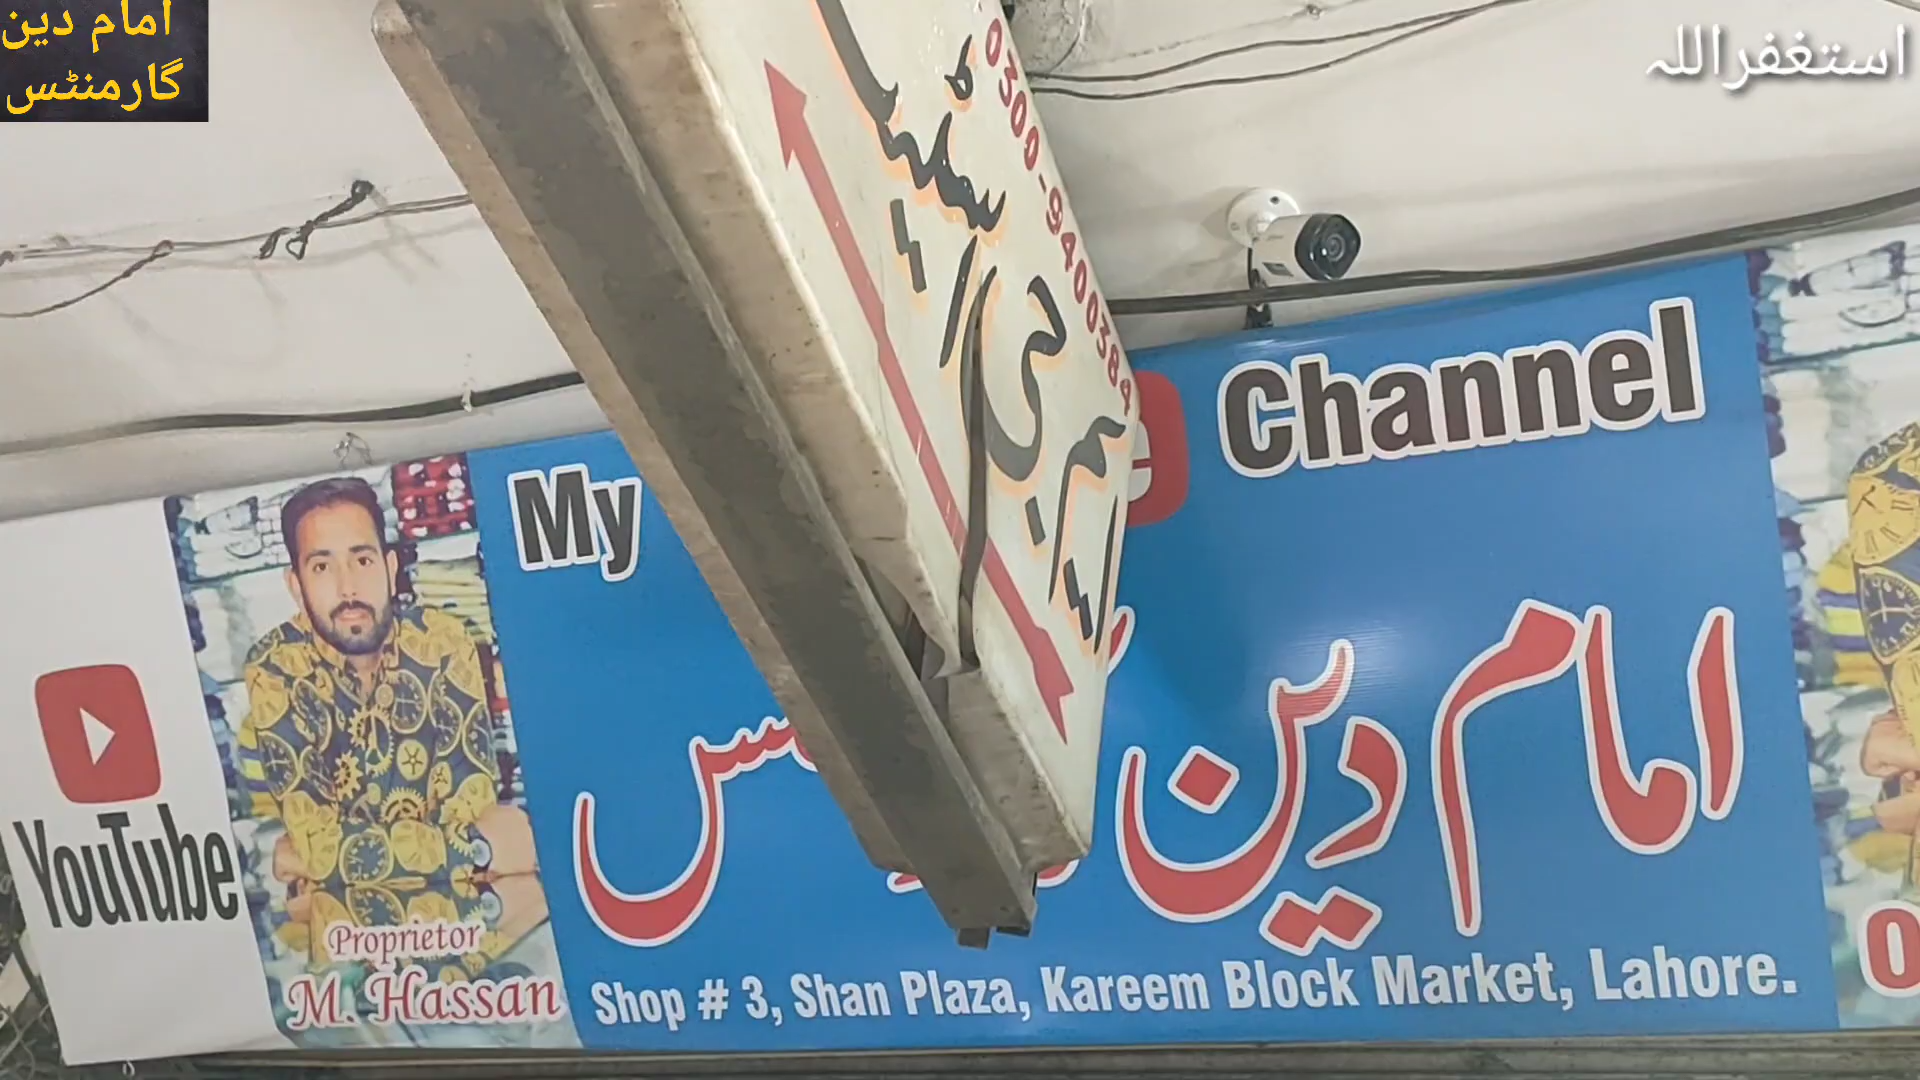 امام دین
گارمنٹس
استغفراللہ
0300-9400384
My
Channel
YouTube
امام دین
Proprietor
M. Hassan
Shop # 3, Shan Plaza, Kareem Block Market, Lahore.